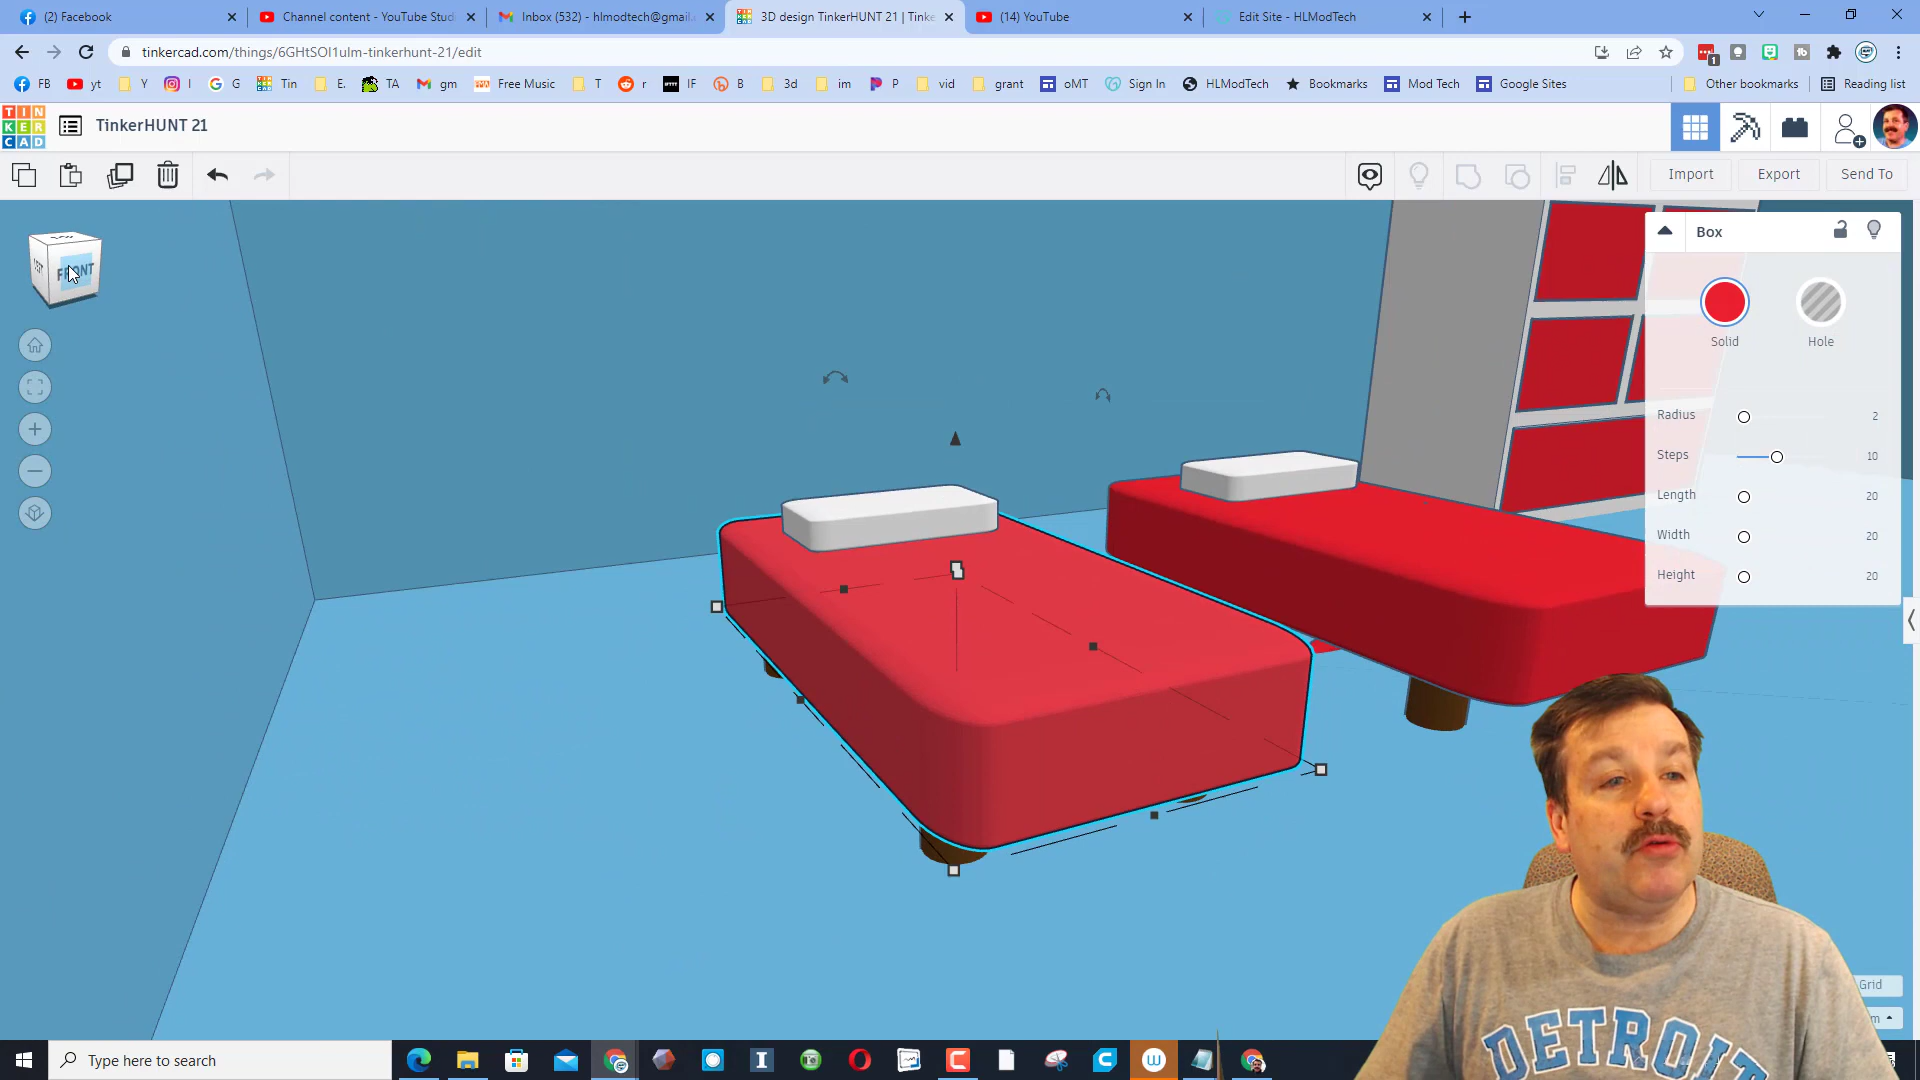 (2) Facebook
Channel content - YouTube Stud
Inbox (532) - hlmodtech@gmail.
3D design TinkerHUNT 21 | Tinke
(14) YouTube
Edit Site - HLModTech
tinkercad.com/things/6GHtSOI1ulm-tinkerhunt-21/edit
1
FB
yt
Y
I
G
Tin
E.
TA
gm
Free Music
T
r
IF
B
3d
im
P
vid
grant
oMT
Sign In
HLModTech
Bookmarks
Mod Tech
Google Sites
Other bookmarks
Reading list
TIN
KER
CAD
TinkerHUNT 21
Import
Export
Send To
FRONT
Box
Solid
Hole
Radius
2
Steps
10
Length
20
Width
20
Height
20
Grid
m
DETROIT
Type here to search